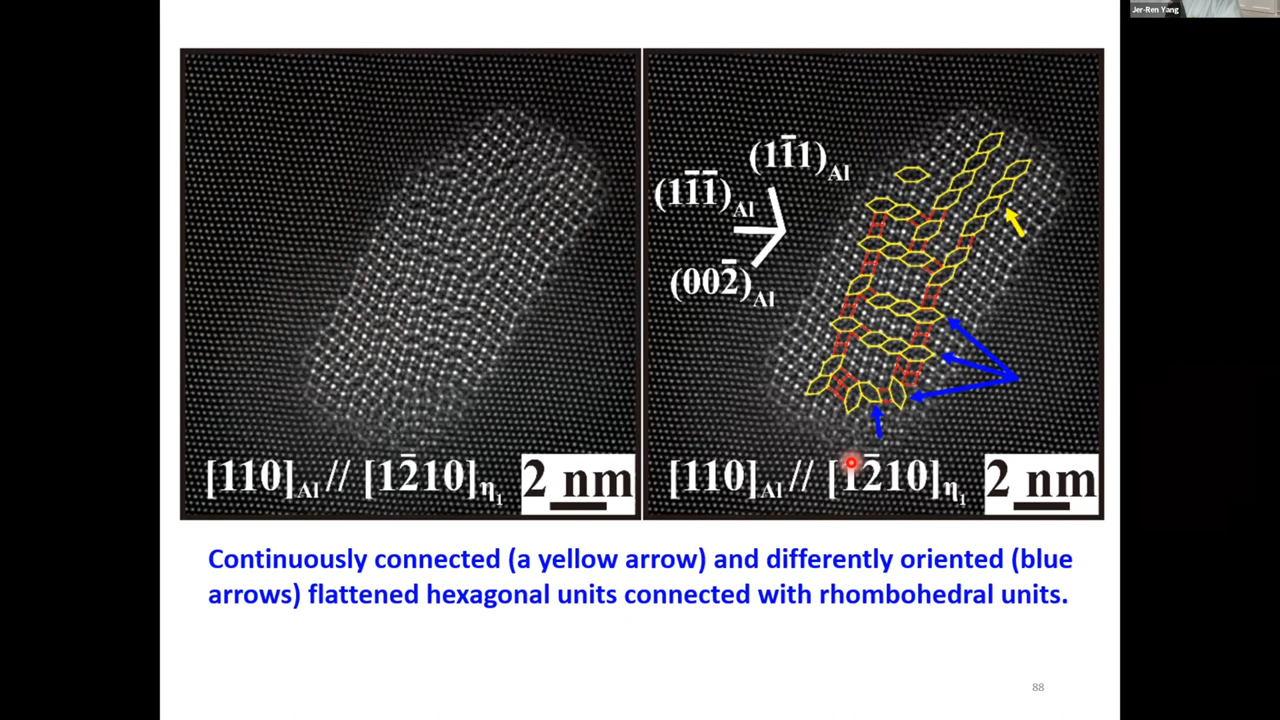 Jer-Ren Yang
(11̅1)Al
(11̅1̅)Al
(002̅)Al
[110]Al // [12̅10]η1
2 nm
[110]Al // [12̅10]η1
2 nm
Continuously connected (a yellow arrow) and differently oriented (blue
arrows) flattened hexagonal units connected with rhombohedral units.
88